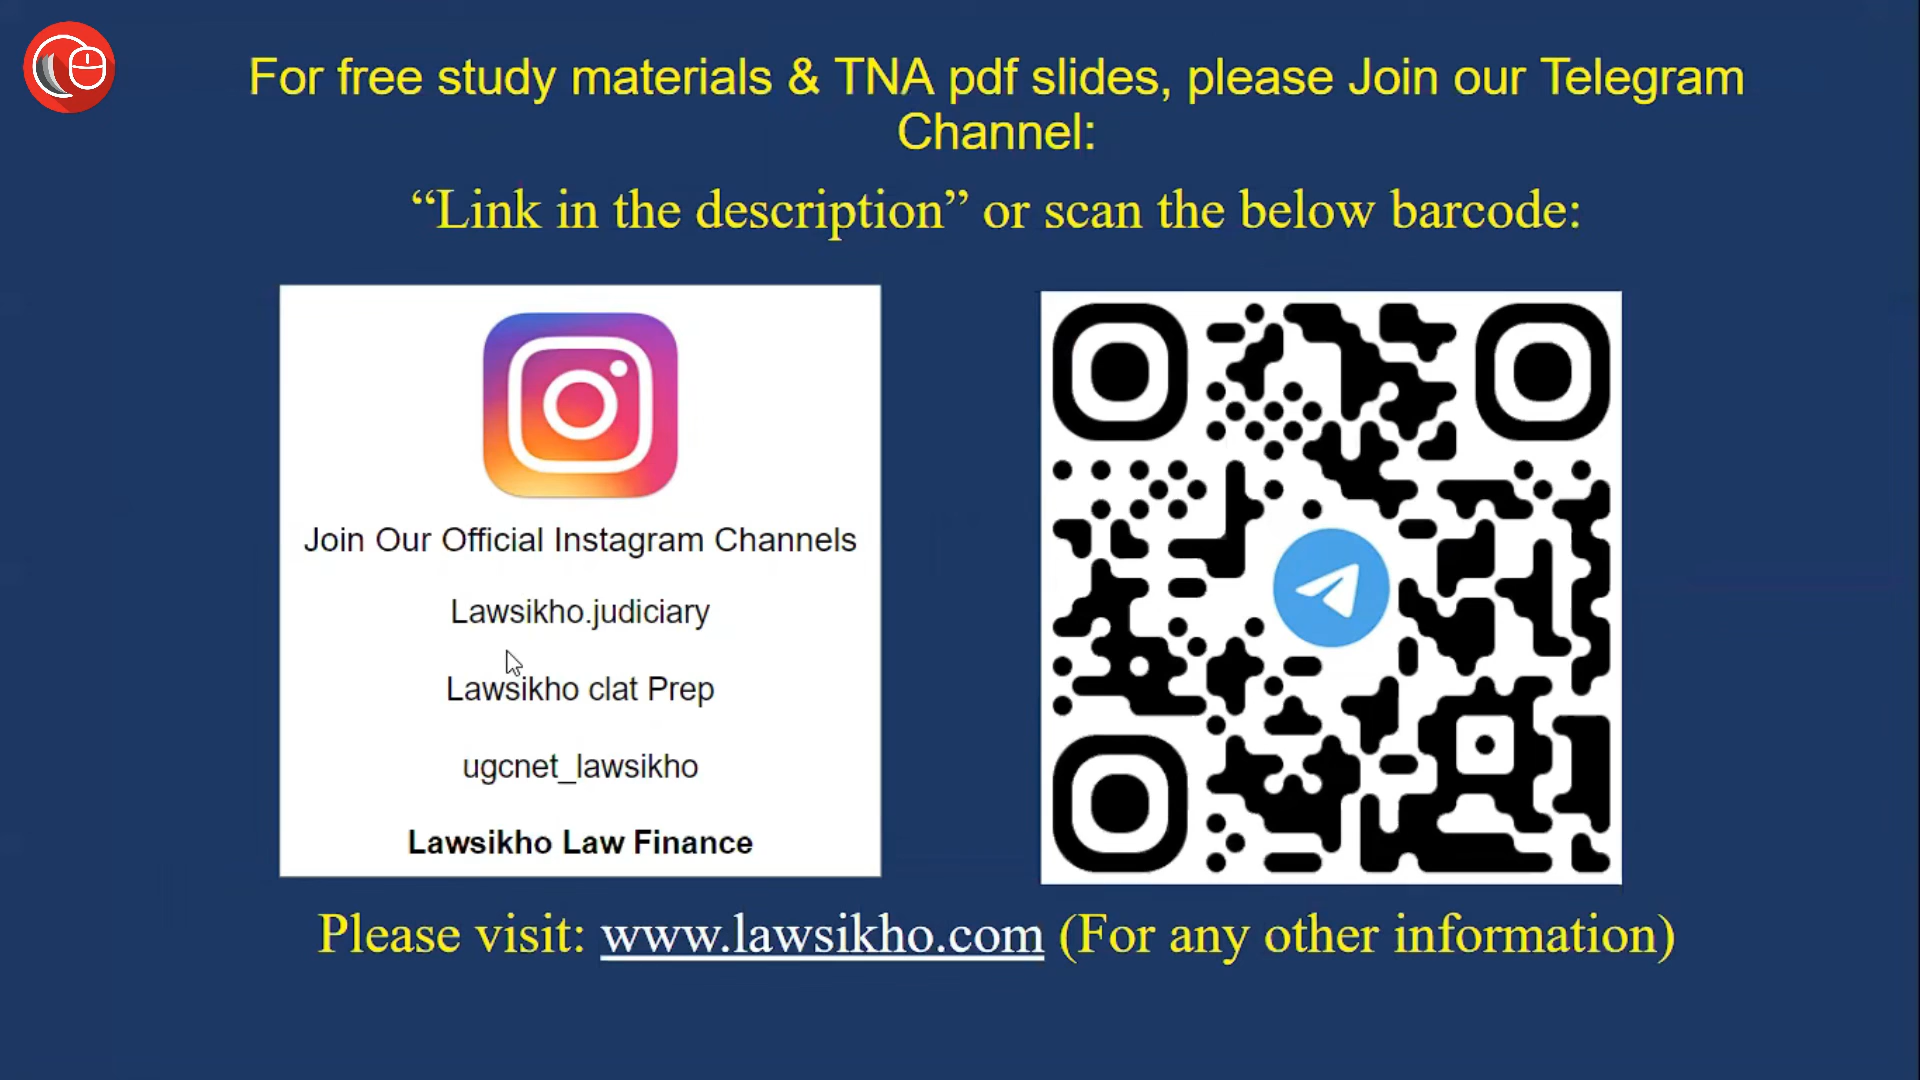 For free study materials & TNA pdf slides, please Join our Telegram
Channel:
“Link in the description” or scan the below barcode:
Join Our Official Instagram Channels
Lawsikho.judiciary
Lawsikho clat Prep
ugcnet_lawsikho
Lawsikho Law Finance
Please visit: www.lawsikho.com (For any other information)